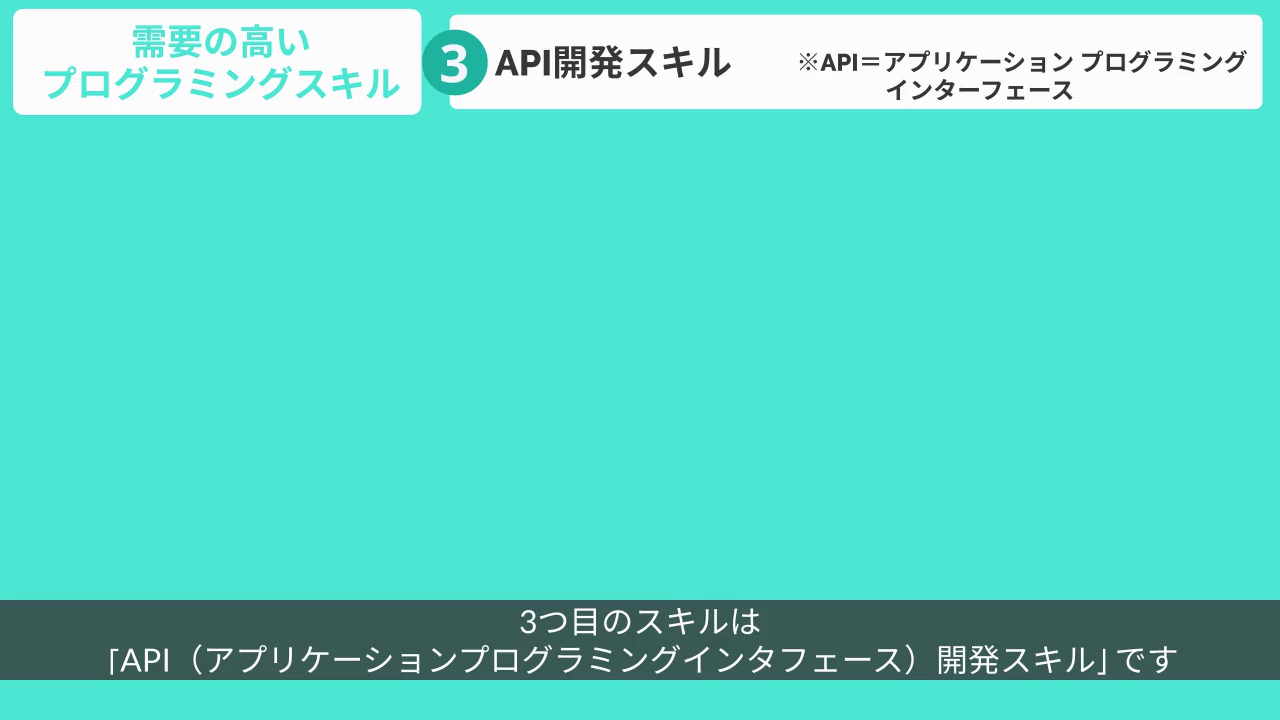 需要の高い
プログラミングスキル
3
API開発スキル
※API＝アプリケーション プログラミング
インターフェース
3つ目のスキルは
「API（アプリケーションプログラミングインタフェース）開発スキル」です